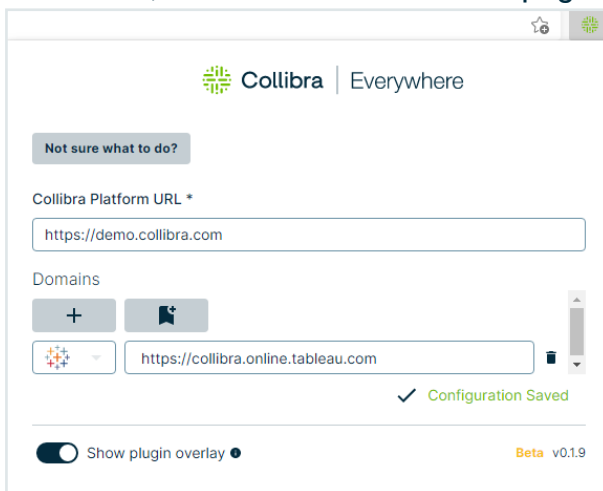 Collibra | Everywhere
Not sure what to do?
Collibra Platform URL *
https://demo.collibra.com
Domains
https://collibra.online.tableau.com
Configuration Saved
Show plugin overlay
Beta v0.1.9